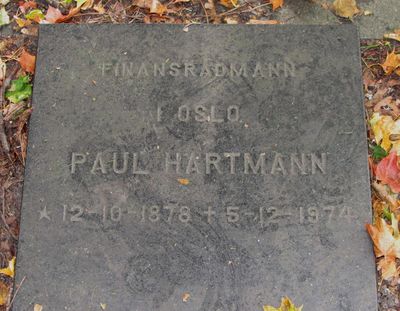 FINANSRÅDMANN
I OSLO
PAUL HARTMANN
* 12-10-1878 + 5-12-1974